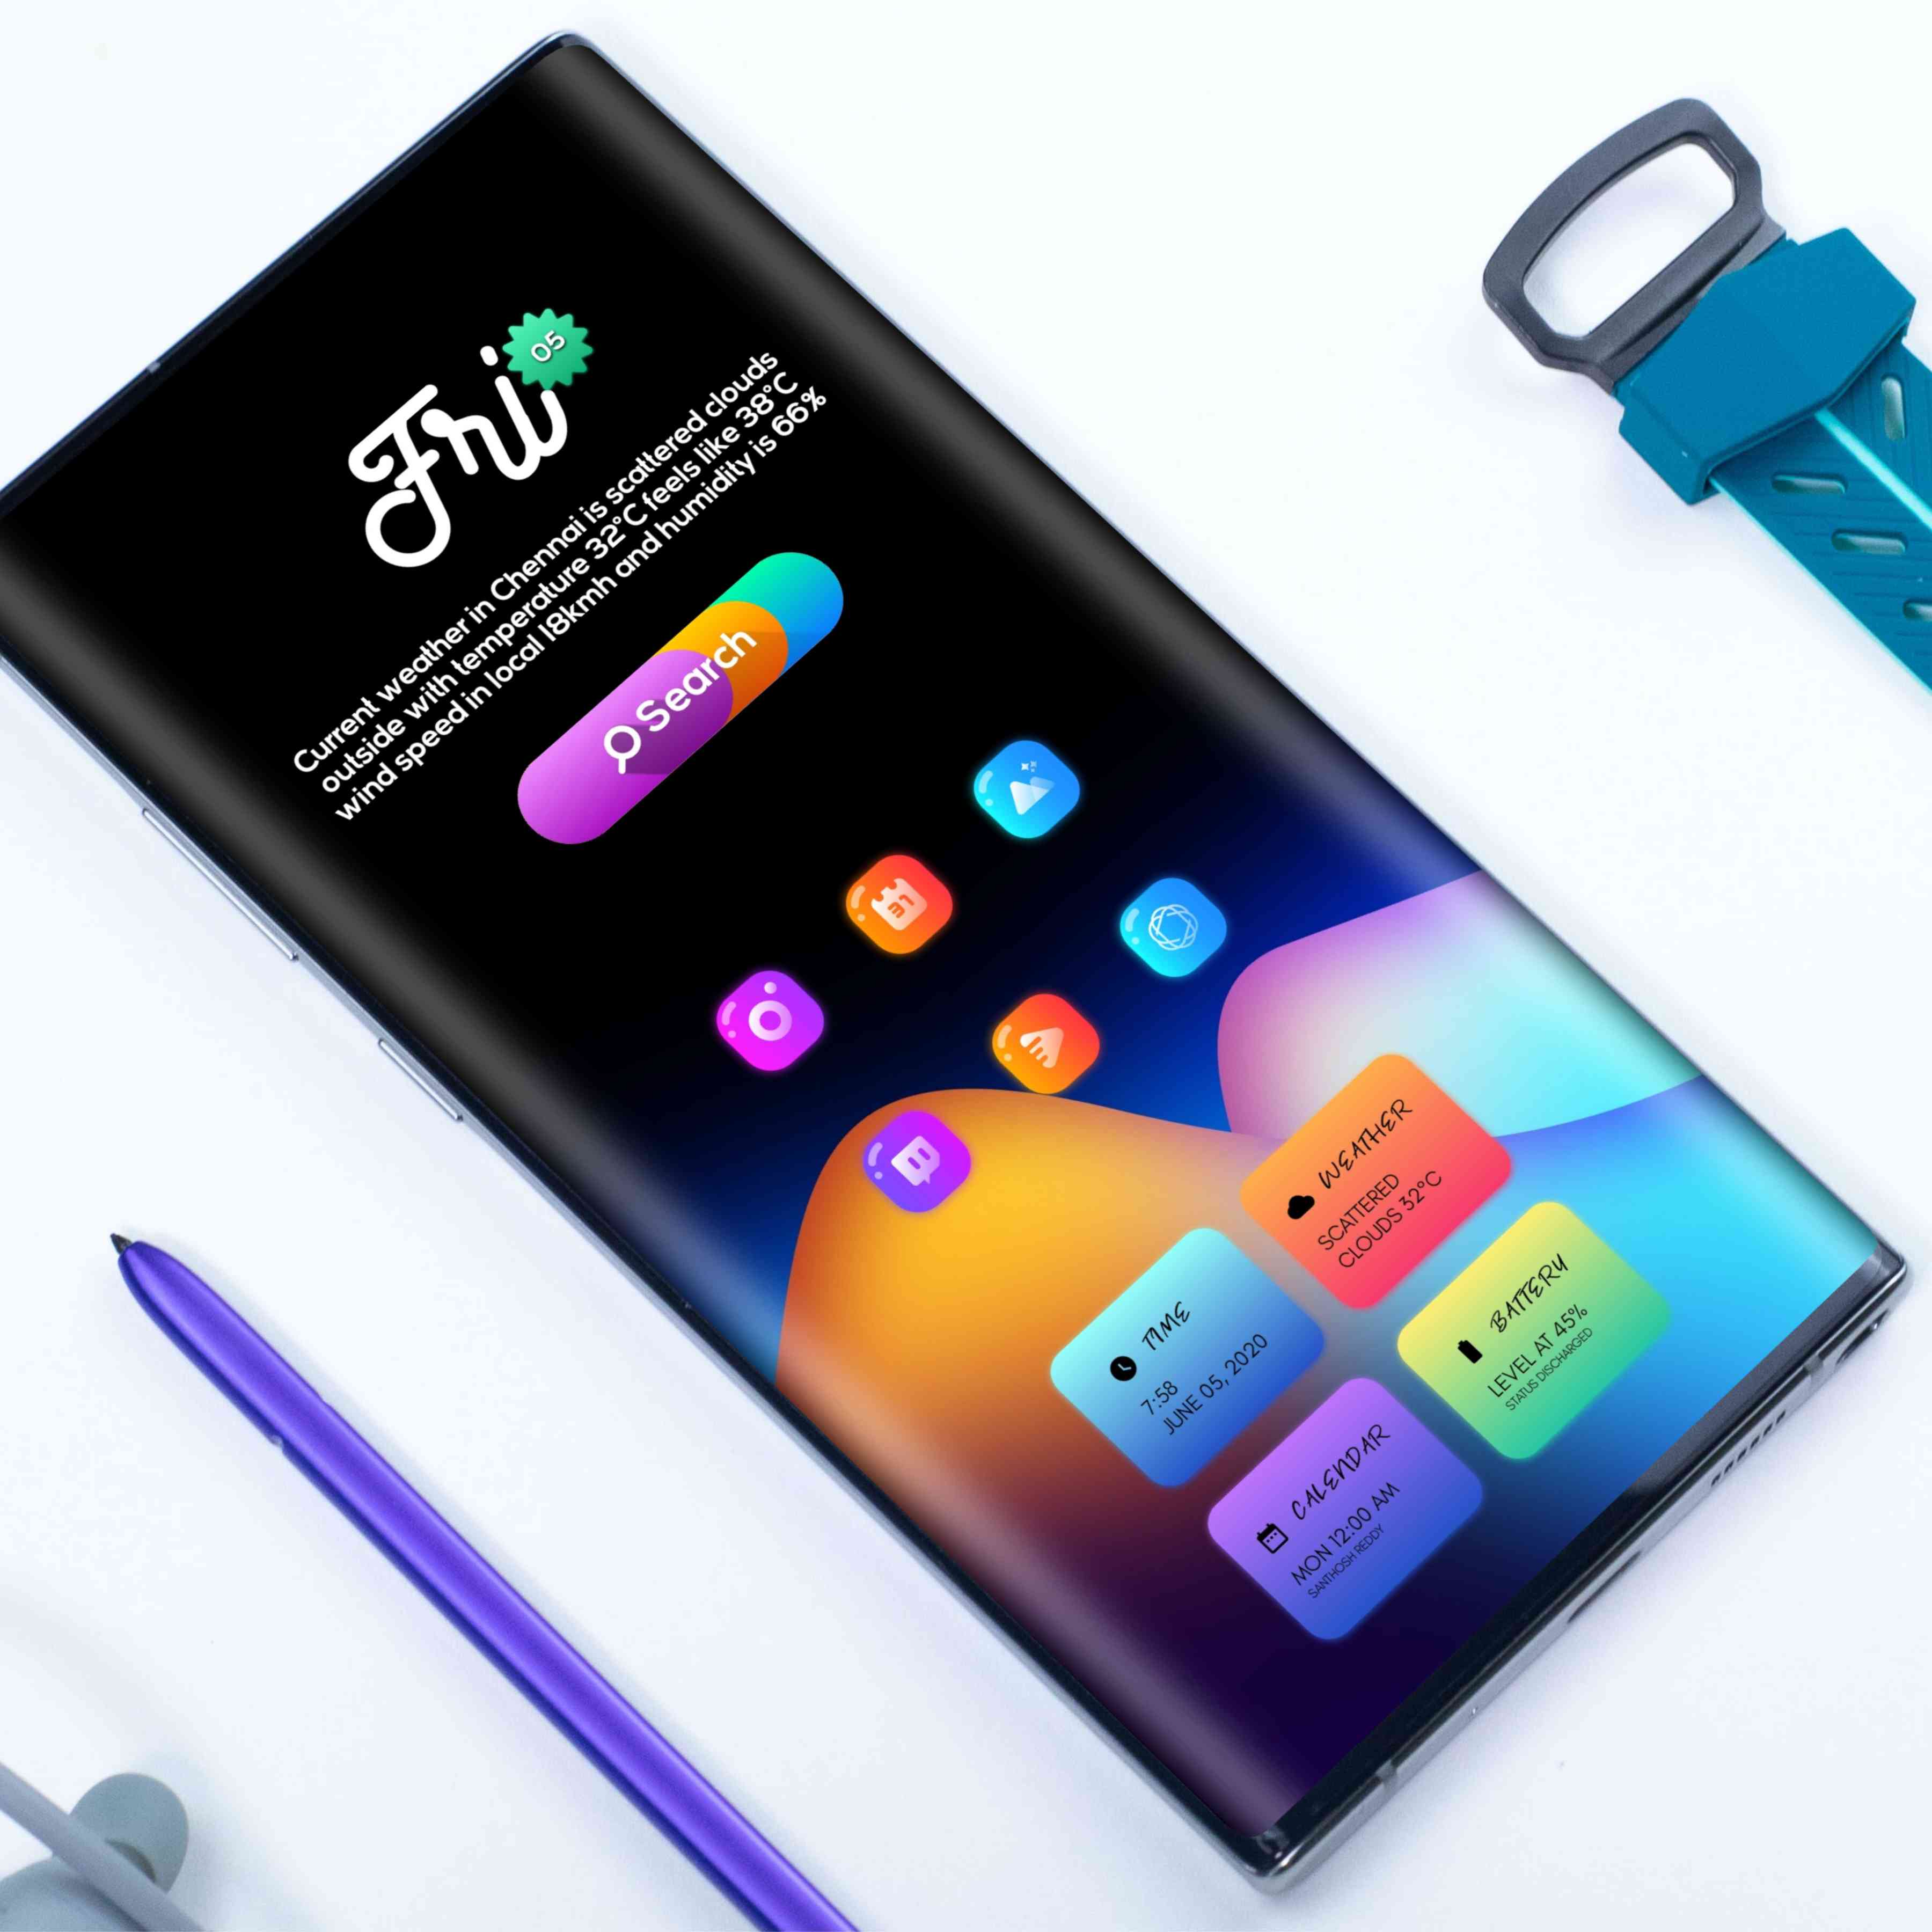 Fri
05
Current weather in Chennai is scattered clouds
outside with temperature 32°C feels like 38°C
wind speed in local 18kmh and humidity is 66%
Search
31
WEATHER
SCATTERED
CLOUDS 32°C
TIME
7:58
JUNE 05, 2020
BATTERY
LEVEL AT 45%
STATUS DISCHARGED
CALENDAR
MON 12:00 AM
SANTHOSH REDDY